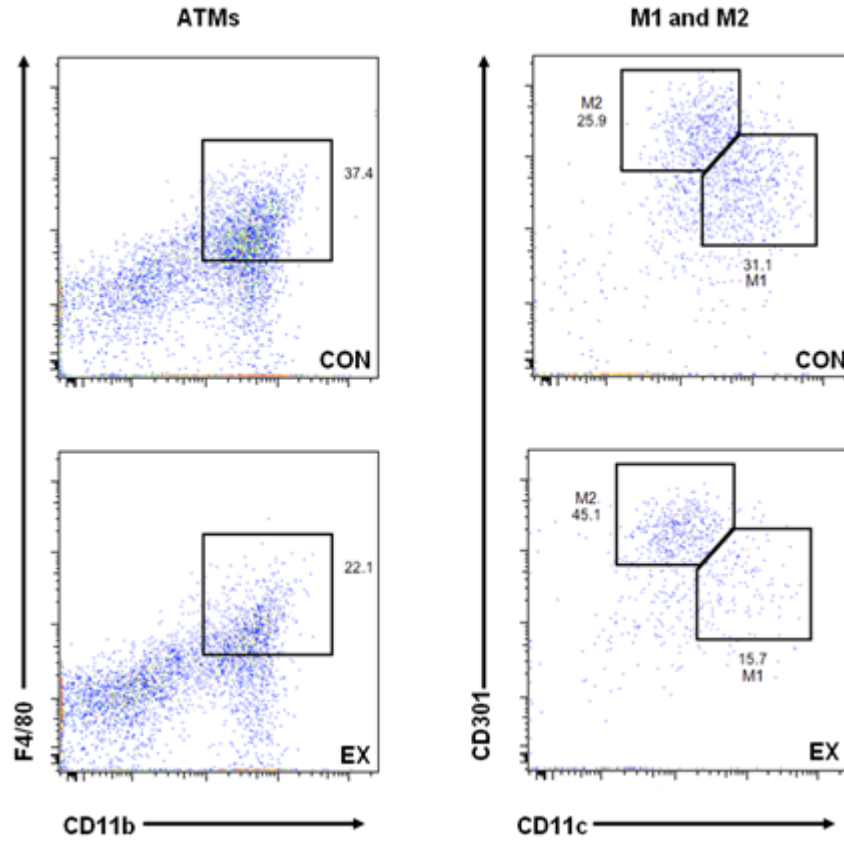 ATMs
M1 and M2
37.4
CON
M2
25.9
31.1
M1
CON
22.1
EX
M2
45.1
15.7
M1
EX
F4/80
CD301
CD11b
CD11c